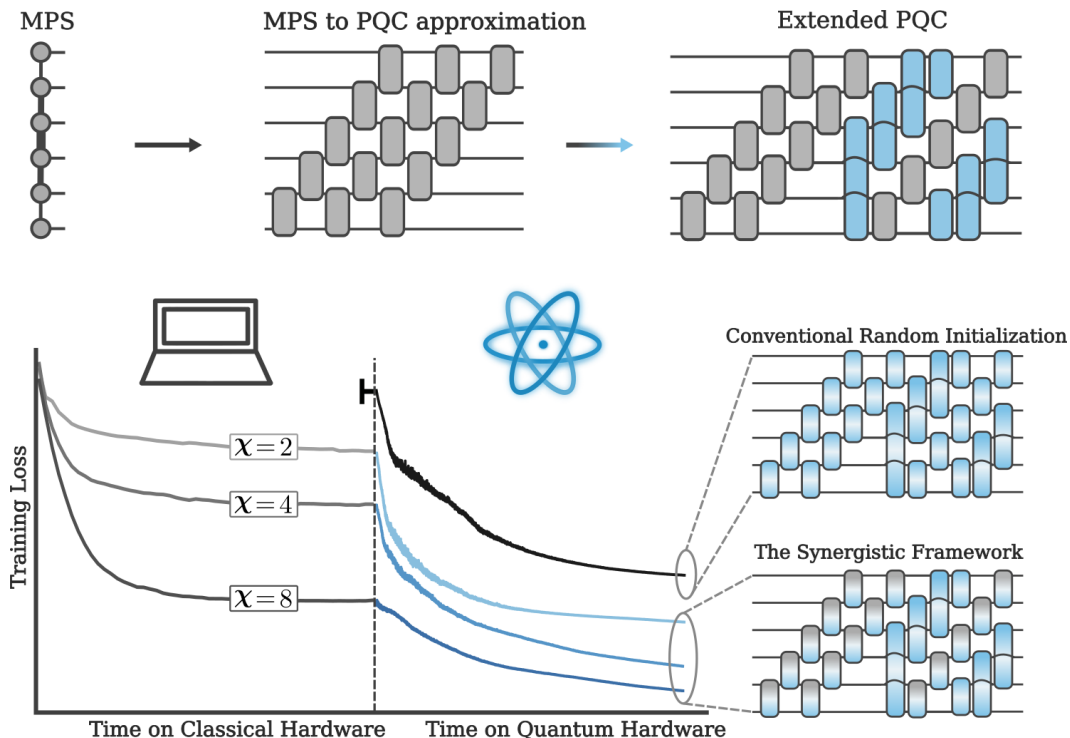 MPS
MPS to PQC approximation
Extended PQC
Conventional Random Initialization
Training Loss
χ=2
χ=4
χ=8
The Synergistic Framework
Time on Classical Hardware
Time on Quantum Hardware